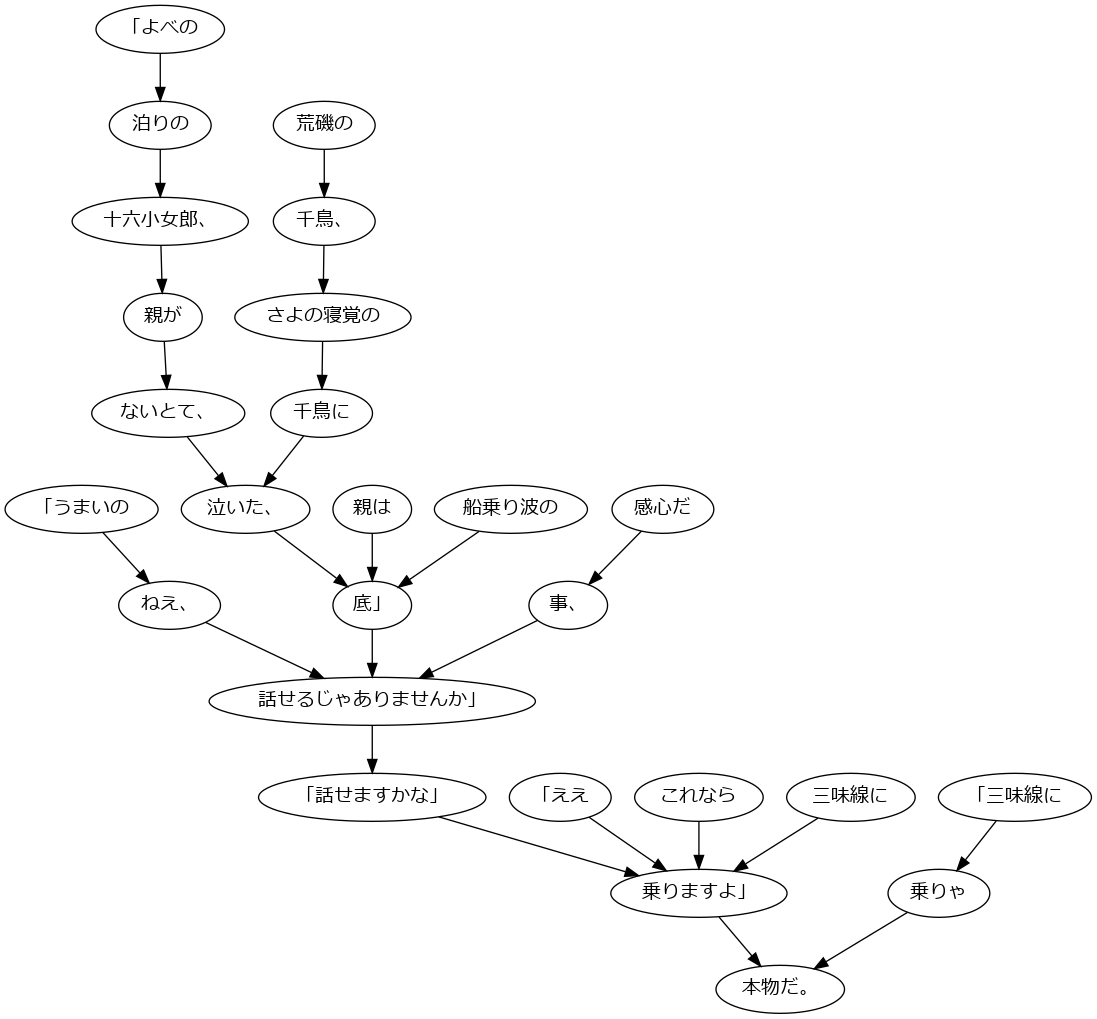 「よべの
泊りの
荒磯の
十六小女郎、
千鳥、
親が
さよの寝覚の
ないとて、
千鳥に
「うまいの
泣いた、
親は
船乗り波の
感心だ
ねえ、
底」
事、
話せるじゃありませんか」
「話せますかな」
「ええ
これなら
三味線に
「三味線に
乗りますよ」
乗りゃ
本物だ。